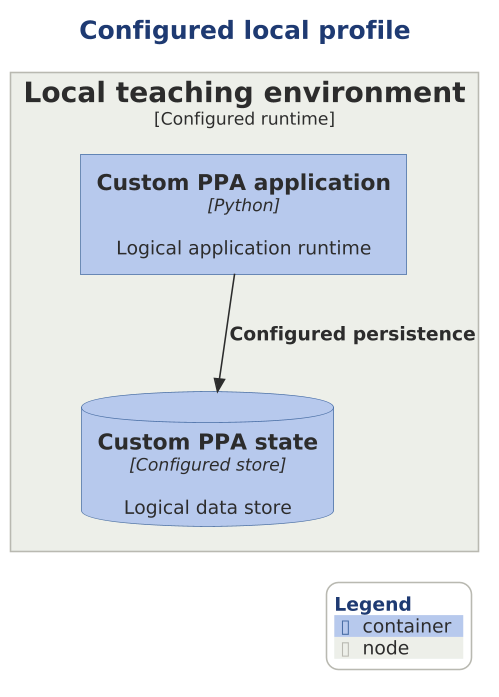 Configured local profile
Local teaching environment
[Configured runtime]
Custom PPA application
[Python]
Logical application runtime
Configured persistence
Custom PPA state
[Configured store]
Logical data store
Legend
container
node